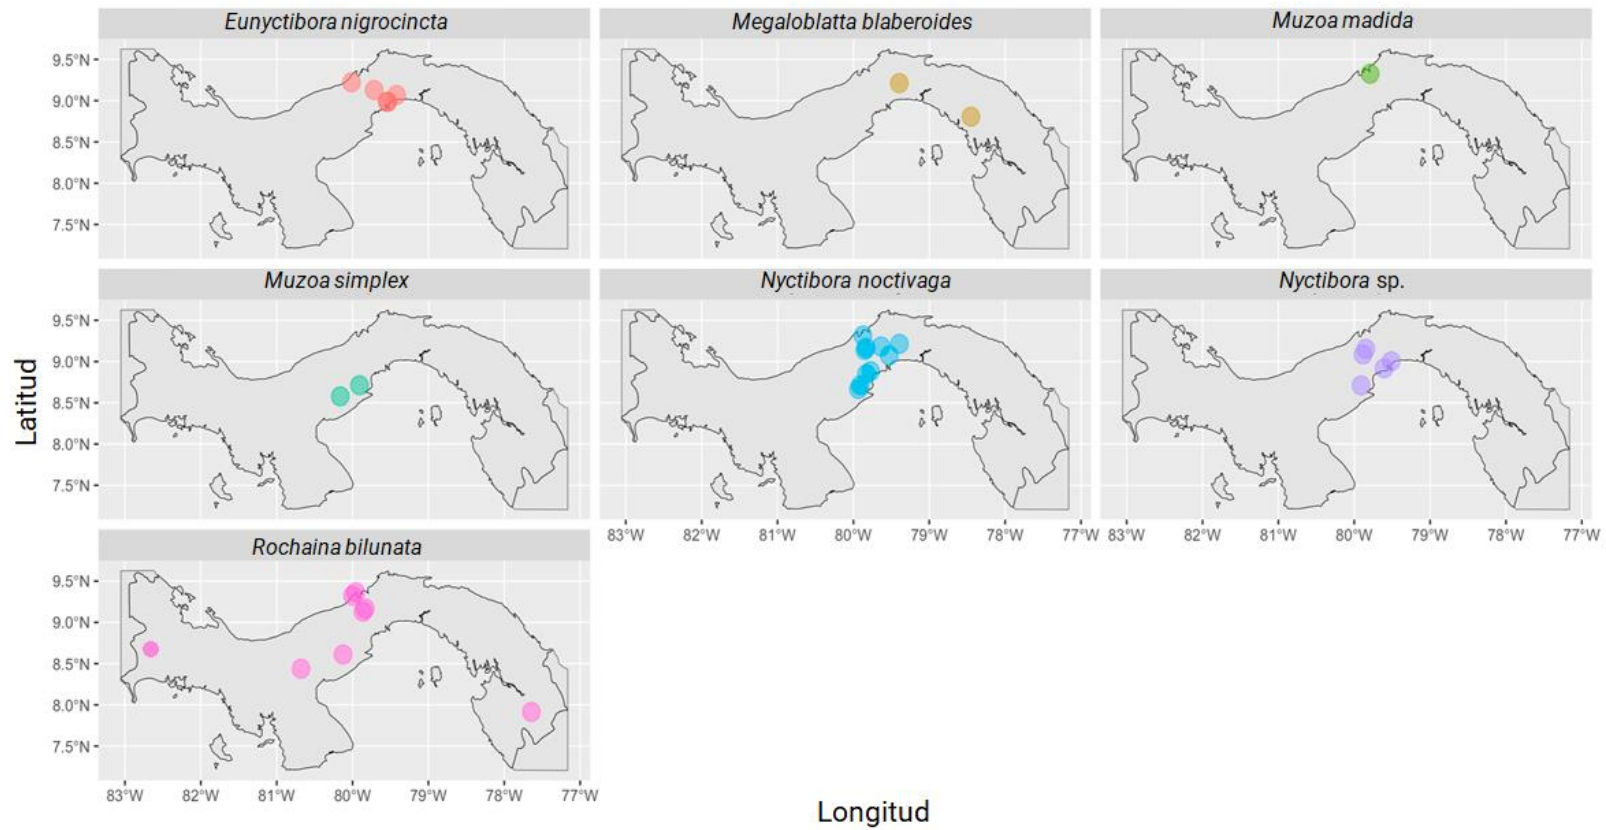 Eunyctibora nigrocincta
Megaloblatta blaberoides
Muzoa madida
9.5°N
9.0°N
8.5°N
8.0°N
7.5°N
Muzoa simplex
Nyctibora noctivaga
Nyctibora sp.
9.5°N
9.0°N
8.5°N
8.0°N
7.5°N
83°W 82°W 81°W 80°W 79°W 78°W 77°W
83°W 82°W 81°W 80°W 79°W 78°W 77°W
Rochaina bilunata
9.5°N
9.0°N
8.5°N
8.0°N
7.5°N
83°W 82°W 81°W 80°W 79°W 78°W 77°W
Latitud
Longitud